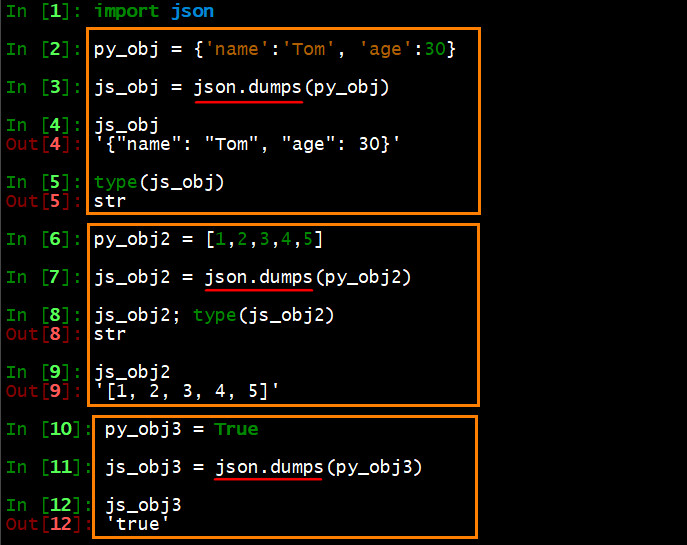 In [1]: import json
In [2]: py_obj = {'name':'Tom', 'age':30}
In [3]: js_obj = json.dumps(py_obj)
In [4]: js_obj
Out[4]: '{"name": "Tom", "age": 30}'
In [5]: type(js_obj)
Out[5]: str
In [6]: py_obj2 = [1,2,3,4,5]
In [7]: js_obj2 = json.dumps(py_obj2)
In [8]: js_obj2; type(js_obj2)
Out[8]: str
In [9]: js_obj2
Out[9]: '[1, 2, 3, 4, 5]'
In [10]: py_obj3 = True
In [11]: js_obj3 = json.dumps(py_obj3)
In [12]: js_obj3
Out[12]: 'true'